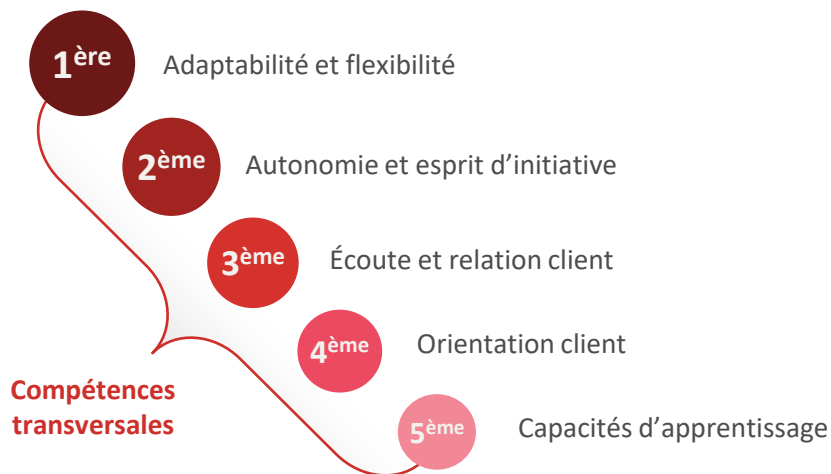 1ère Adaptabilité et flexibilité
2ème Autonomie et esprit d’initiative
3ème Écoute et relation client
4ème Orientation client
Compétences
transversales
5ème Capacités d’apprentissage